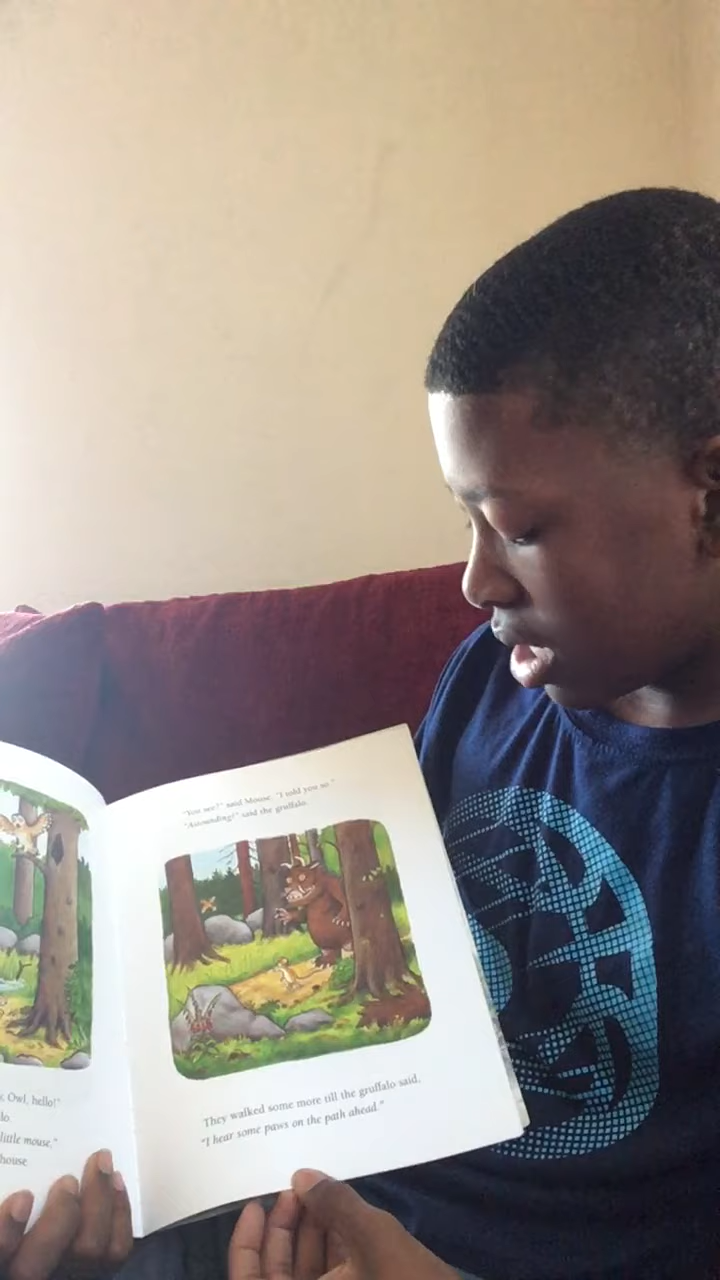 , Owl, hello!"
lo.
little mouse,"
house.
"You see?" said Mouse. "I told you so."
"Astounding!" said the gruffalo.
They walked some more till the gruffalo said,
"I hear some paws on the path ahead."